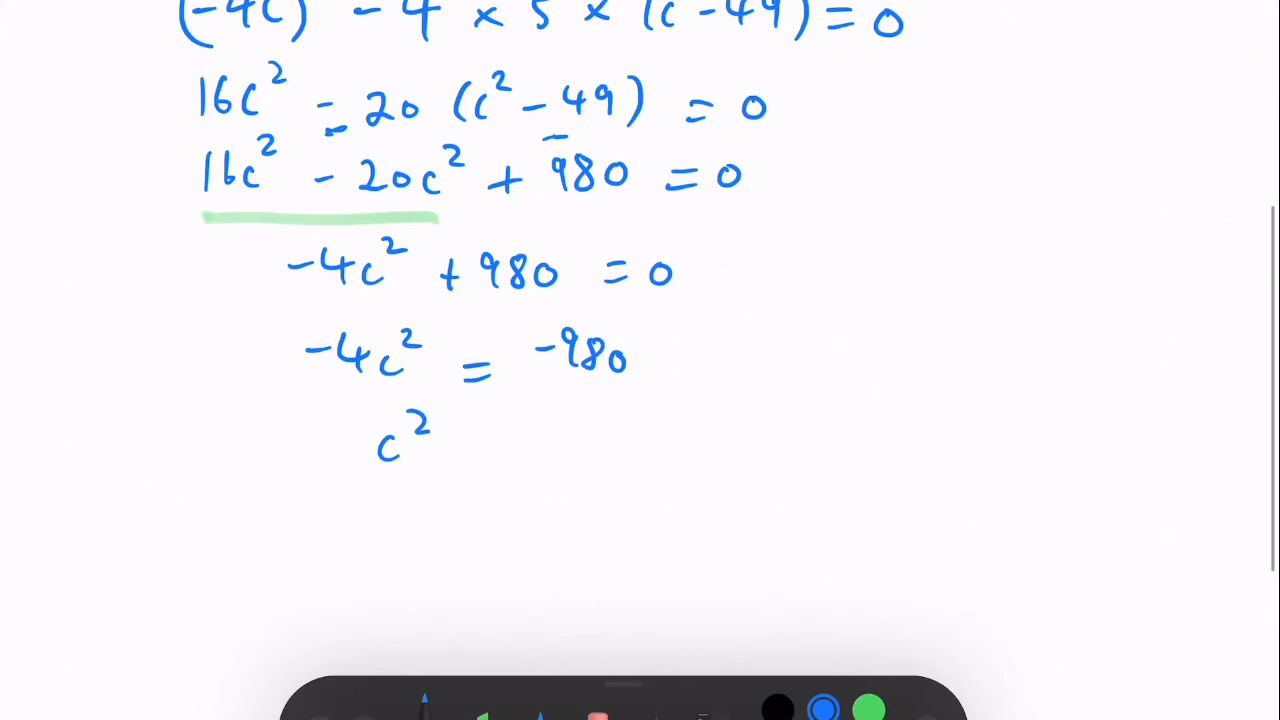 (-4c) - 4 × 5 × (c - 49) = 0
16c² - 20 (c² - 49) = 0
16c² - 20c² + 980 = 0
-4c² + 980 = 0
-4c² = -980
c²